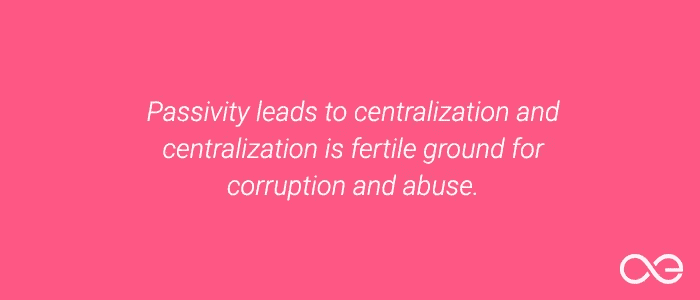 Passivity leads to centralization and
centralization is fertile ground for
corruption and abuse.